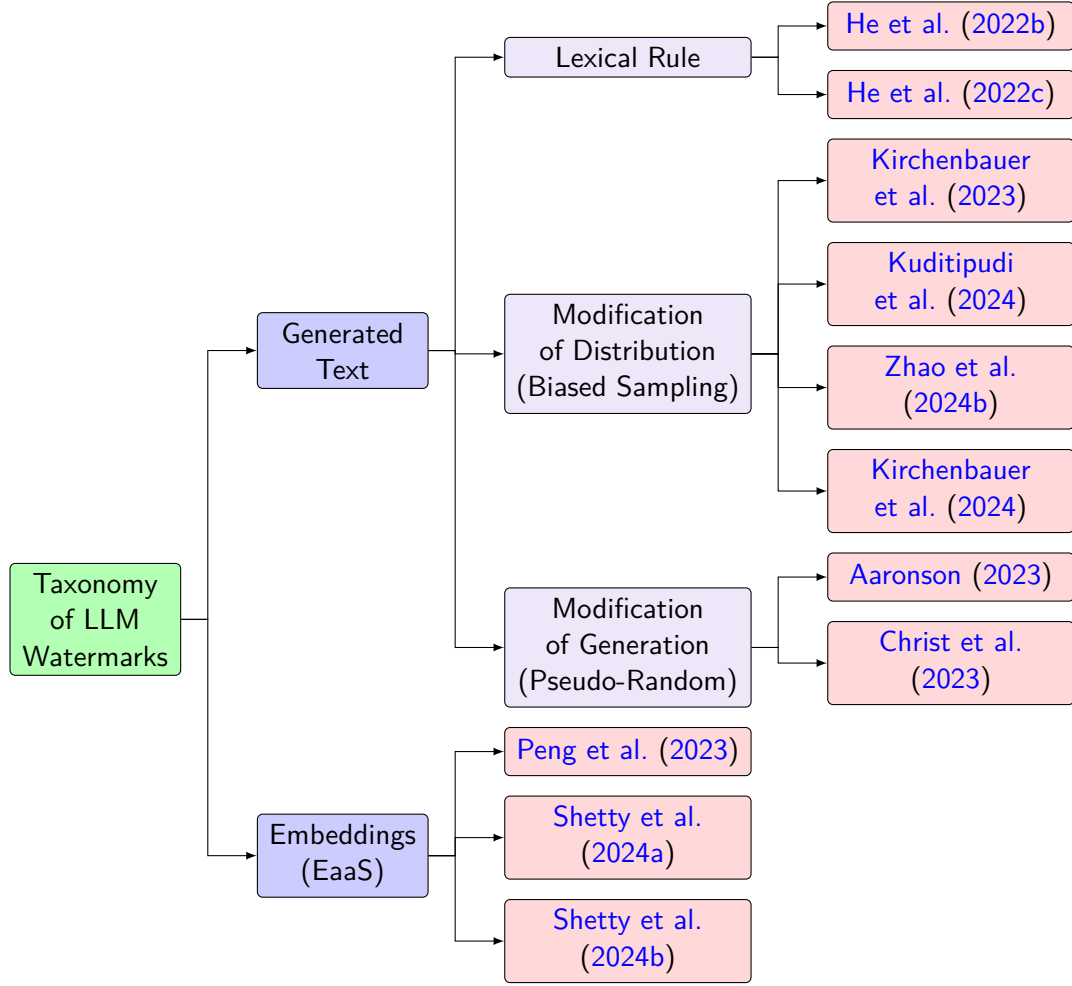 Taxonomy
of LLM
Watermarks
Generated
Text
Lexical Rule
He et al. (2022b)
He et al. (2022c)
Modification
of Distribution
(Biased Sampling)
Kirchenbauer
et al. (2023)
Kuditipudi
et al. (2024)
Zhao et al.
(2024b)
Kirchenbauer
et al. (2024)
Modification
of Generation
(Pseudo-Random)
Aaronson (2023)
Christ et al.
(2023)
Embeddings
(EaaS)
Peng et al. (2023)
Shetty et al.
(2024a)
Shetty et al.
(2024b)